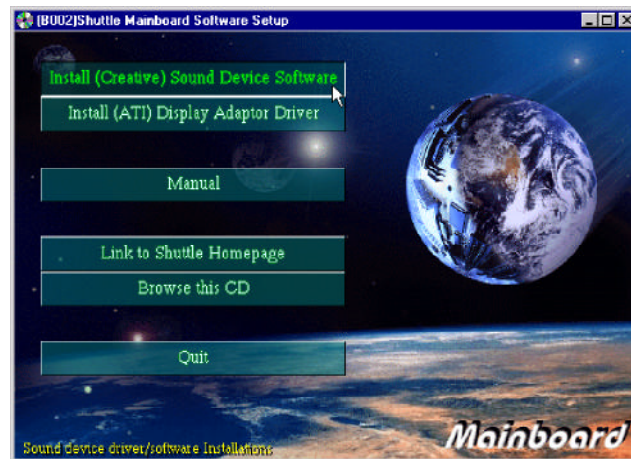 [B002]Shuttle Mainboard Software Setup
Install (Creative) Sound Device Software
Install (ATI) Display Adaptor Driver
Manual
Link to Shuttle Homepage
Browse this CD
Quit
Mainboard
Sound device driver/software Installations